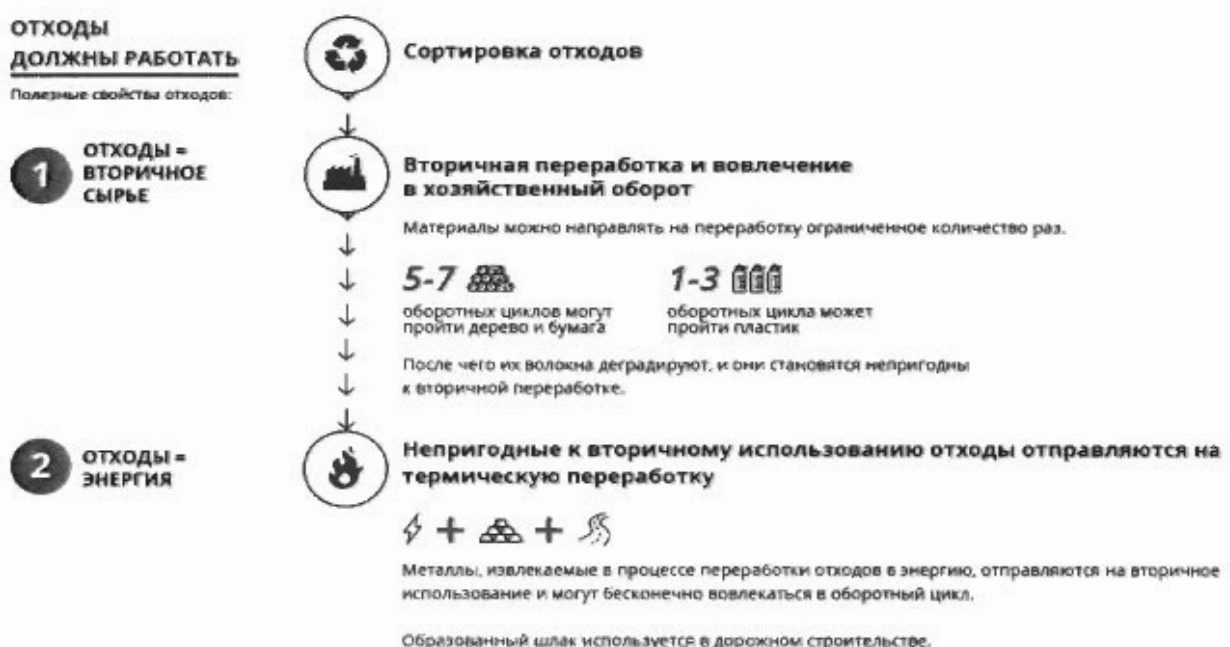 ОТХОДЫ
ДОЛЖНЫ РАБОТАТЬ
Полезные свойства отходов:
Сортировка отходов
1
ОТХОДЫ =
ВТОРИЧНОЕ
СЫРЬЕ
Вторичная переработка и вовлечение
в хозяйственный оборот
Материалы можно направлять на переработку ограниченное количество раз.
5-7
оборотных циклов могут
пройти дерево и бумага
1-3
оборотных цикла может
пройти пластик
После чего их волокна деградируют, и они становятся непригодны
к вторичной переработке.
2
ОТХОДЫ =
ЭНЕРГИЯ
Непригодные к вторичному использованию отходы отправляются на
термическую переработку
+ +
Металлы, извлекаемые в процессе переработки отходов в энергию, отправляются на вторичное
использование и могут бесконечно вовлекаться в оборотный цикл.
Образованный шлак используется в дорожном строительстве.